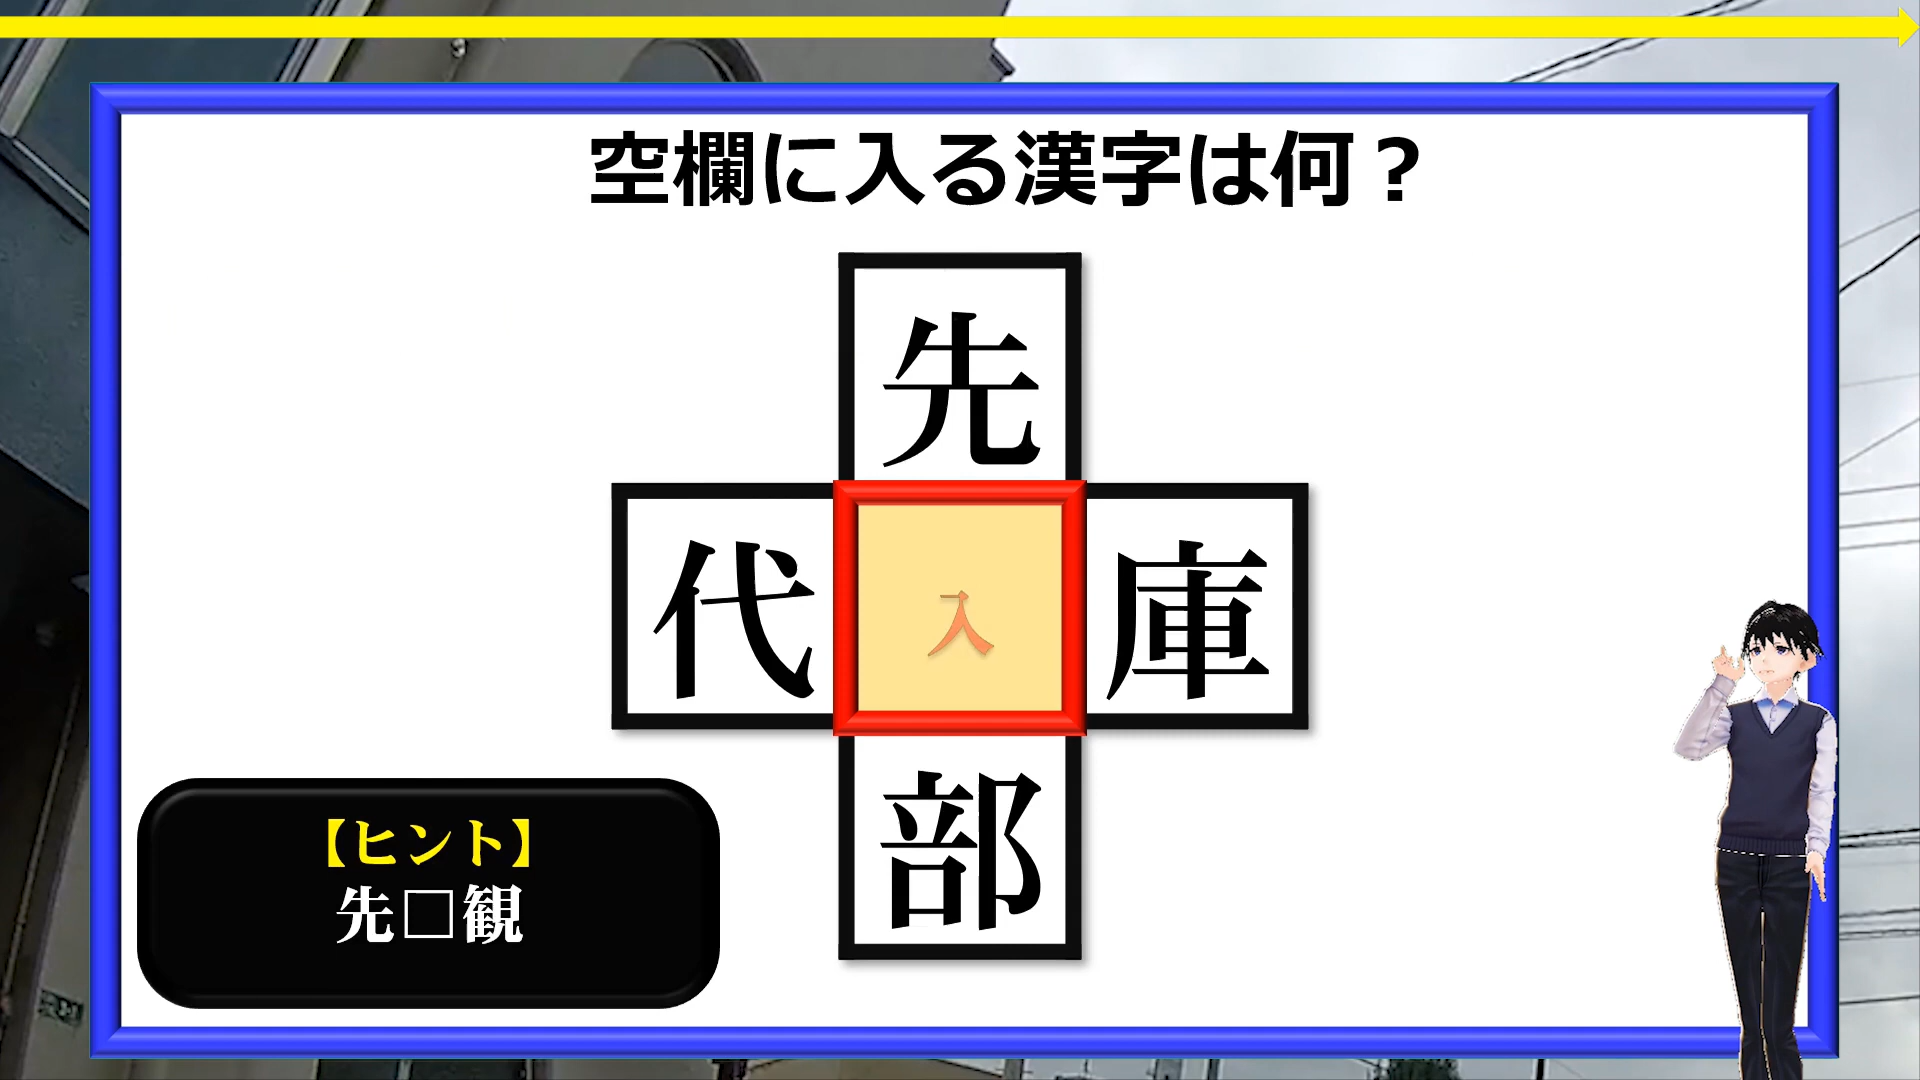 空欄に入る漢字は何？
先
代 入 庫
部
【ヒント】
先□観